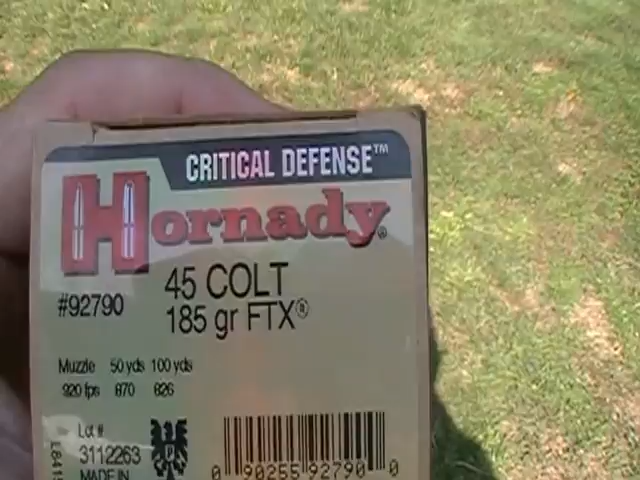 CRITICAL DEFENSE™
Hornady®
45 COLT
#92790
185 gr FTX®
Muzzle 50 yds 100 yds
920 fps 870 826
Lot #
3112263
MADE IN
P
0 90255 92790 0